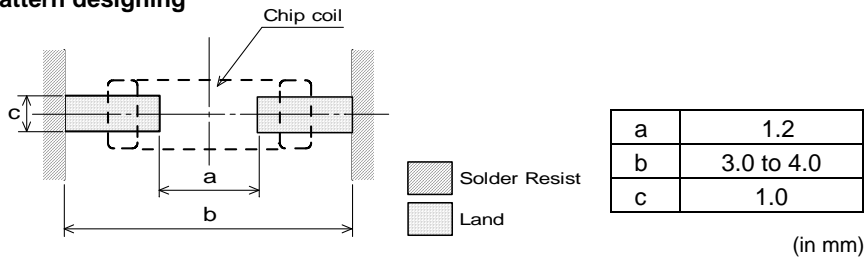 attern designing
Chip coil
c
a
b
Solder Resist
Land
a 1.2
b 3.0 to 4.0
c 1.0
(in mm)